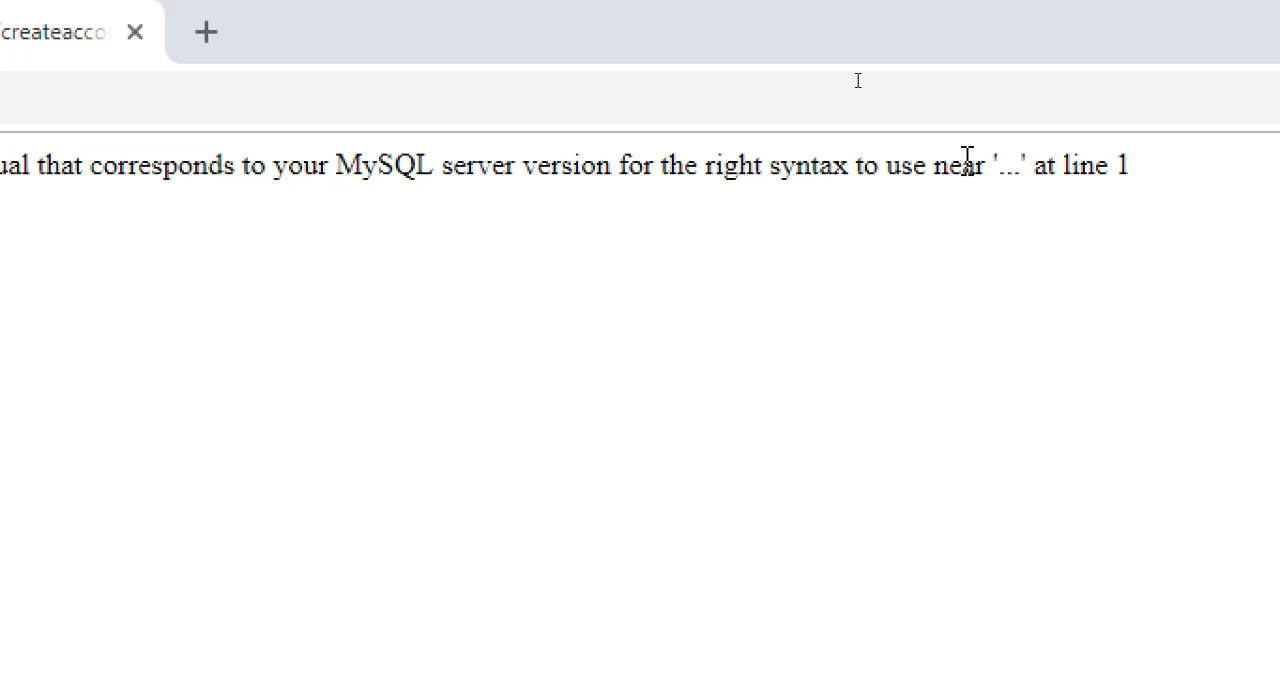 createacco
ual that corresponds to your MySQL server version for the right syntax to use near '...' at line 1